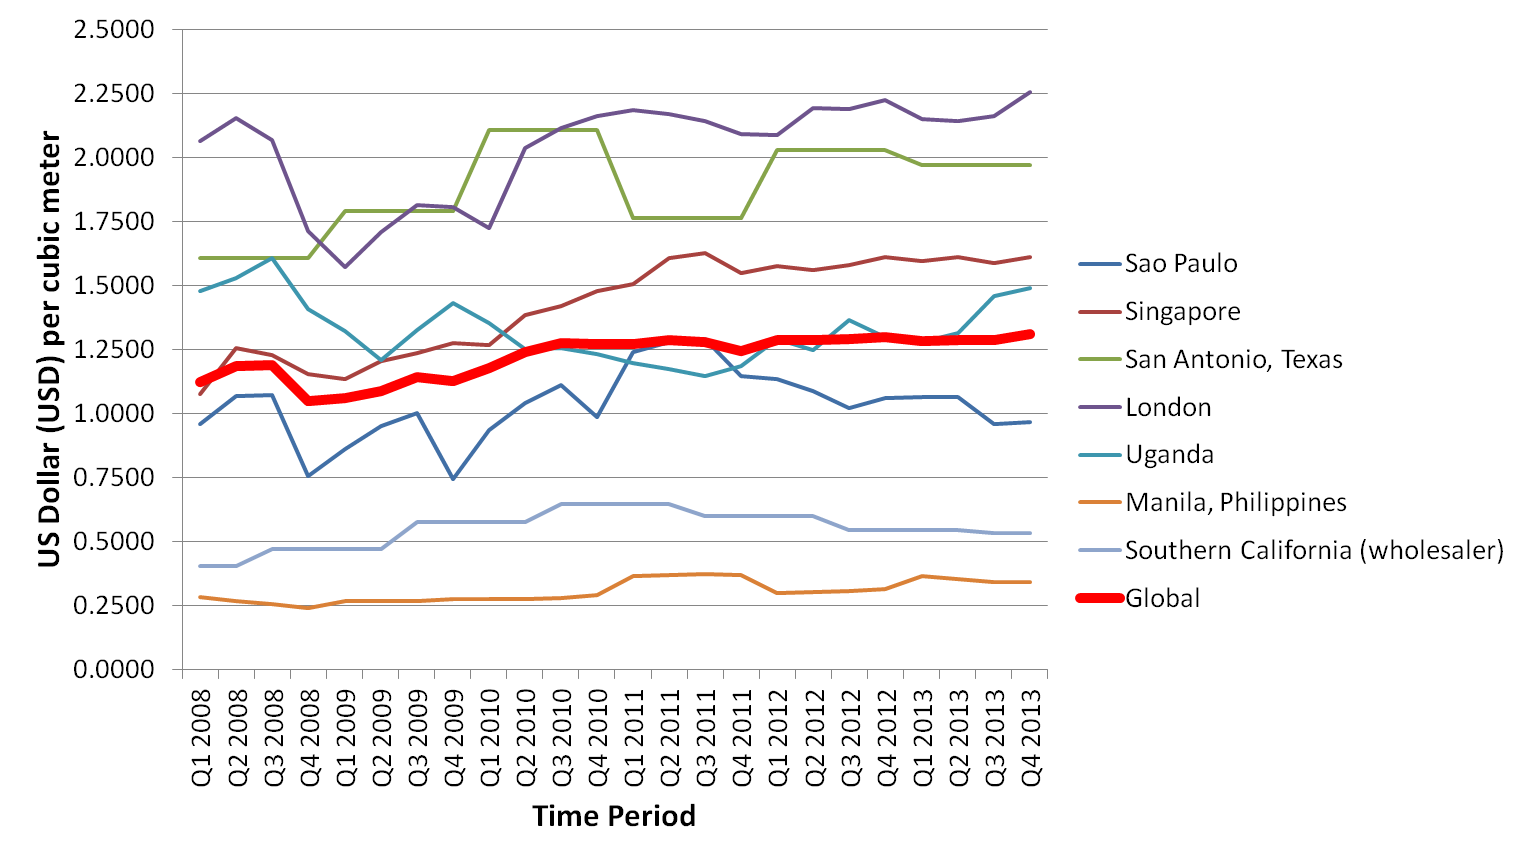 2.5000
2.2500
2.0000
1.7500
1.5000
1.2500
1.0000
0.7500
0.5000
0.2500
0.0000
US Dollar (USD) per cubic meter
Q1 2008
Q2 2008
Q3 2008
Q4 2008
Q1 2009
Q2 2009
Q3 2009
Q4 2009
Q1 2010
Q2 2010
Q3 2010
Q4 2010
Q1 2011
Q2 2011
Q3 2011
Q4 2011
Q1 2012
Q2 2012
Q3 2012
Q4 2012
Q1 2013
Q2 2013
Q3 2013
Q4 2013
Time Period
Sao Paulo
Singapore
San Antonio, Texas
London
Uganda
Manila, Philippines
Southern California (wholesaler)
Global